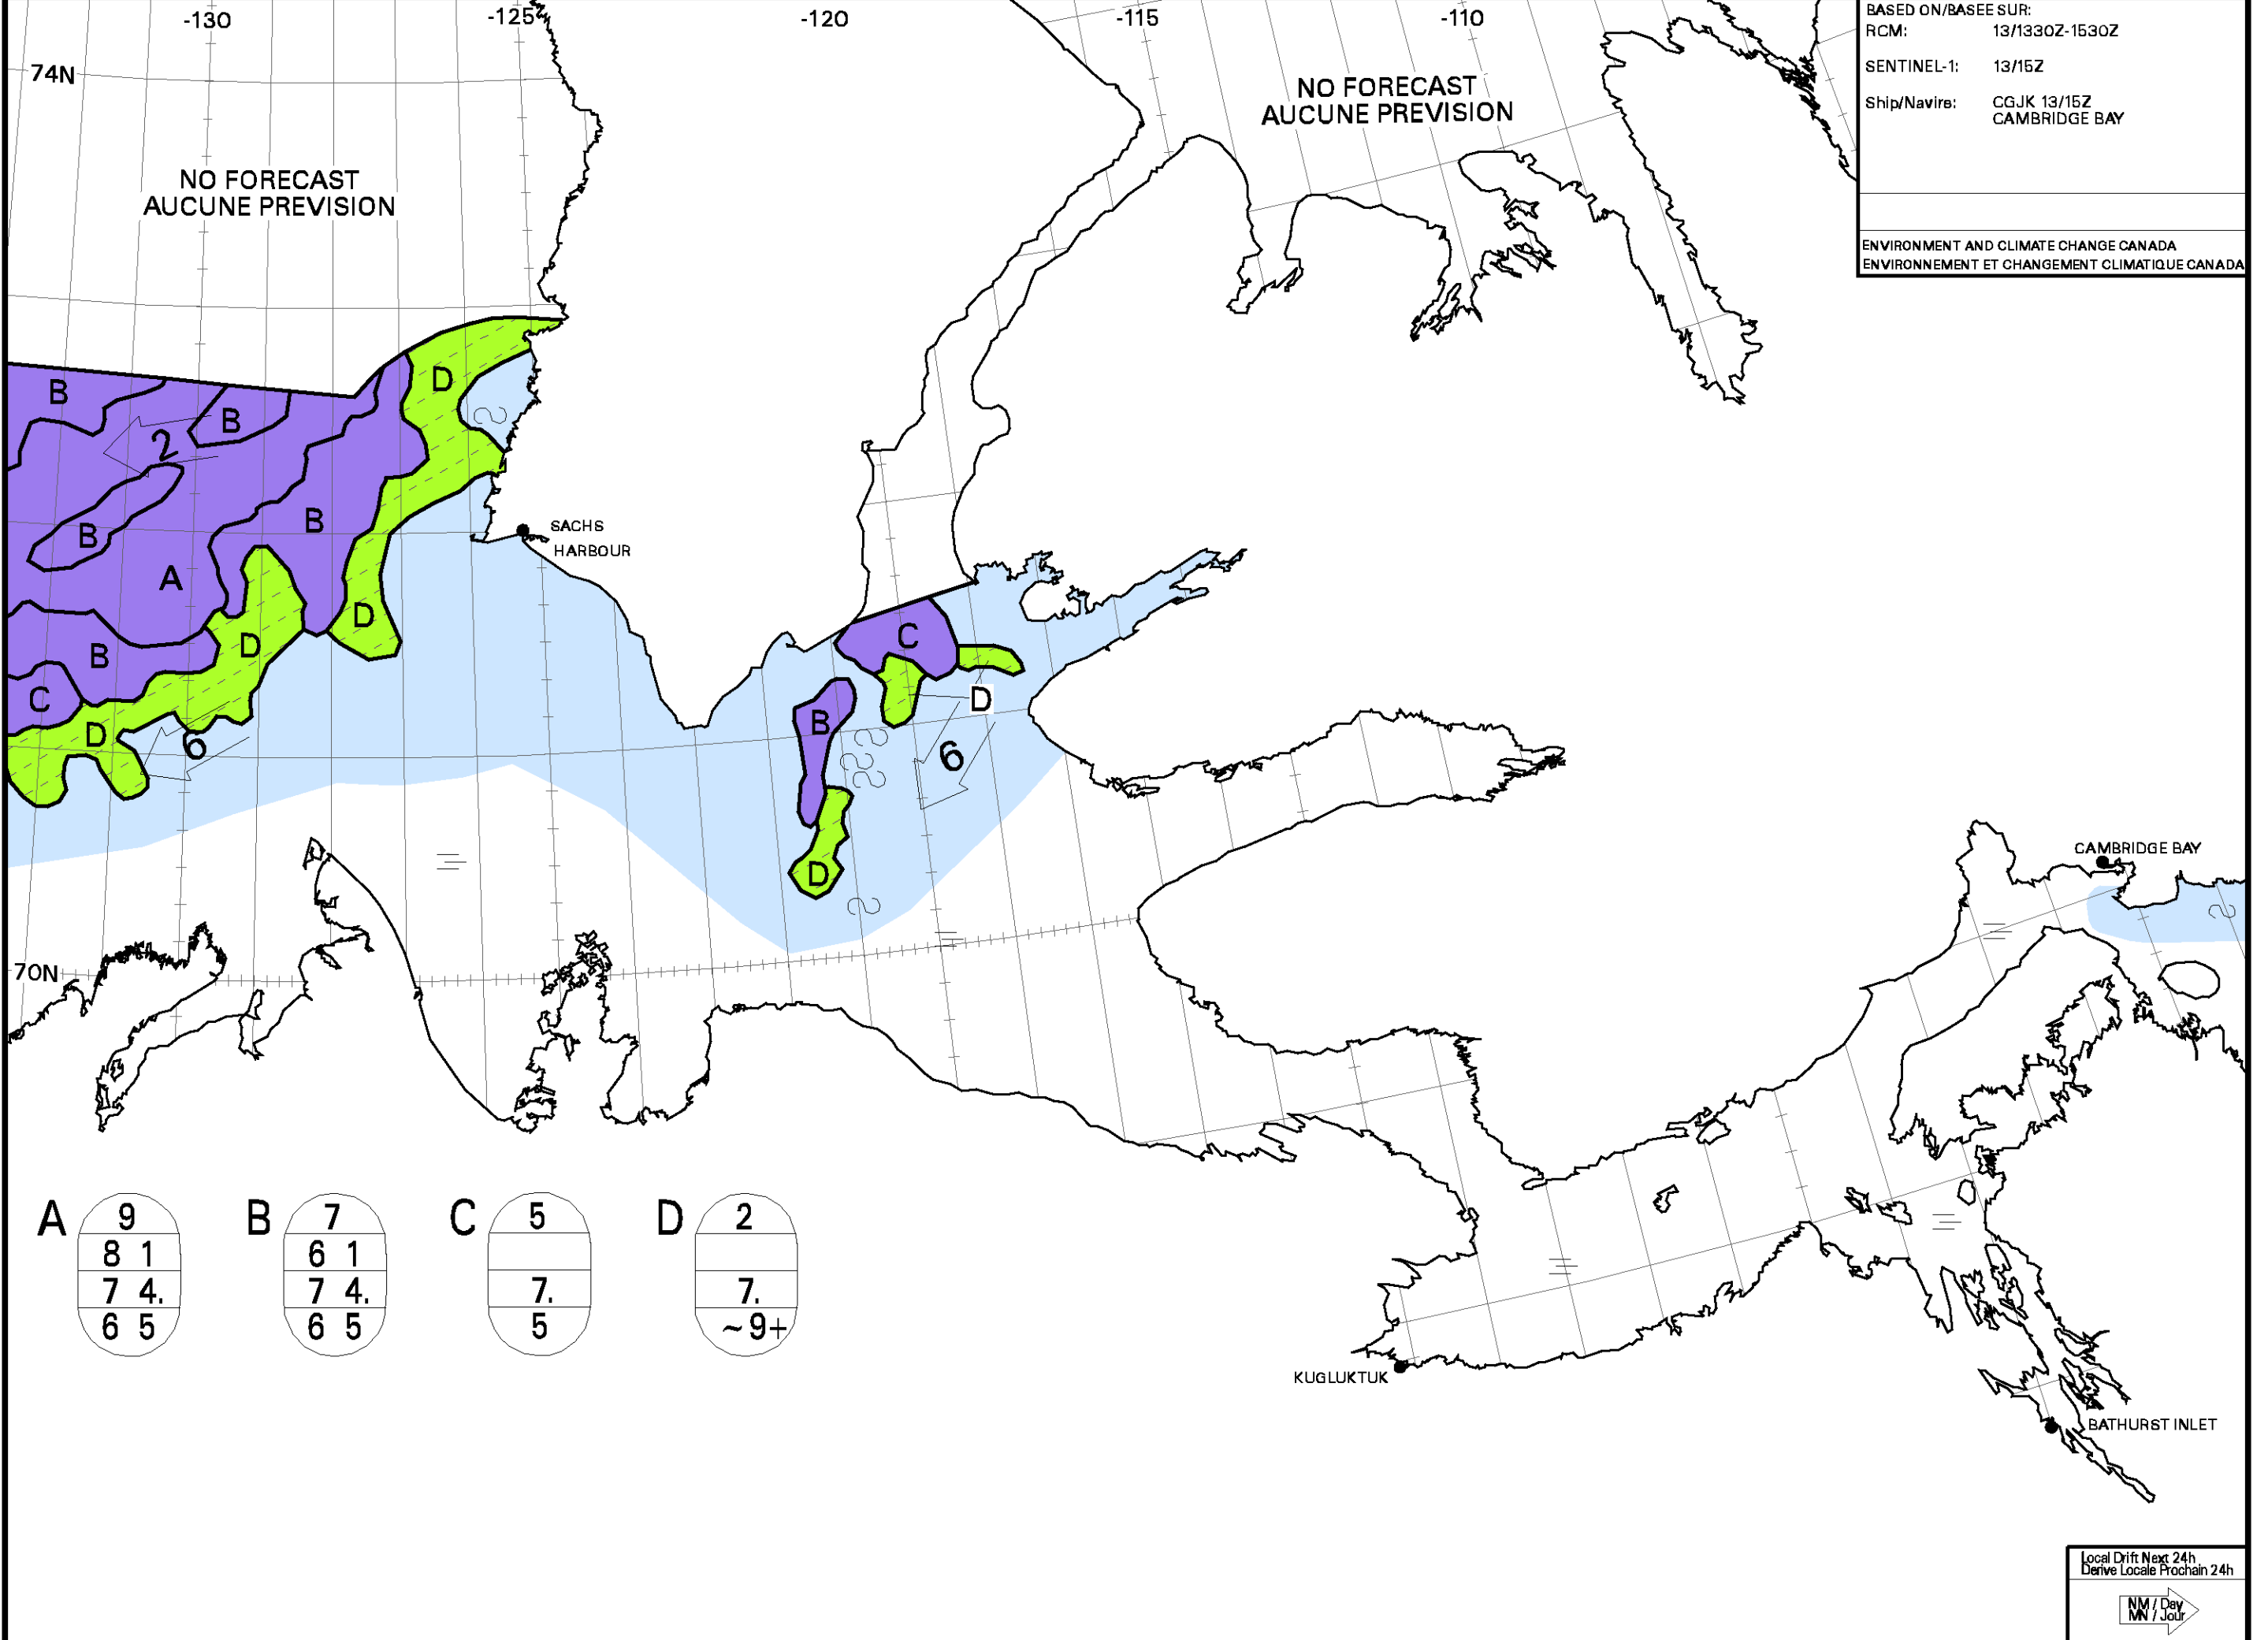 -130
-125
-120
-115
-110
74N
NO FORECAST
AUCUNE PREVISION
NO FORECAST
AUCUNE PREVISION
BASED ON/BASEE SUR:
RCM: 13/1330Z-1530Z
SENTINEL-1: 13/15Z
Ship/Navire: CGJK 13/15Z
CAMBRIDGE BAY
ENVIRONMENT AND CLIMATE CHANGE CANADA
ENVIRONNEMENT ET CHANGEMENT CLIMATIQUE CANADA
B
B
D
2
B
B
SACHS
HARBOUR
A
D
D
B
C
C
D
6
D
B
D
6
D
CAMBRIDGE BAY
70N
A
9
8 1
7 4.
6 5
B
7
6 1
7 4.
6 5
C
5
7.
5
D
2
7.
~9+
KUGLUKTUK
BATHURST INLET
Local Drift Next 24h
Derive Locale Prochain 24h
NM / Day
MN / Jour